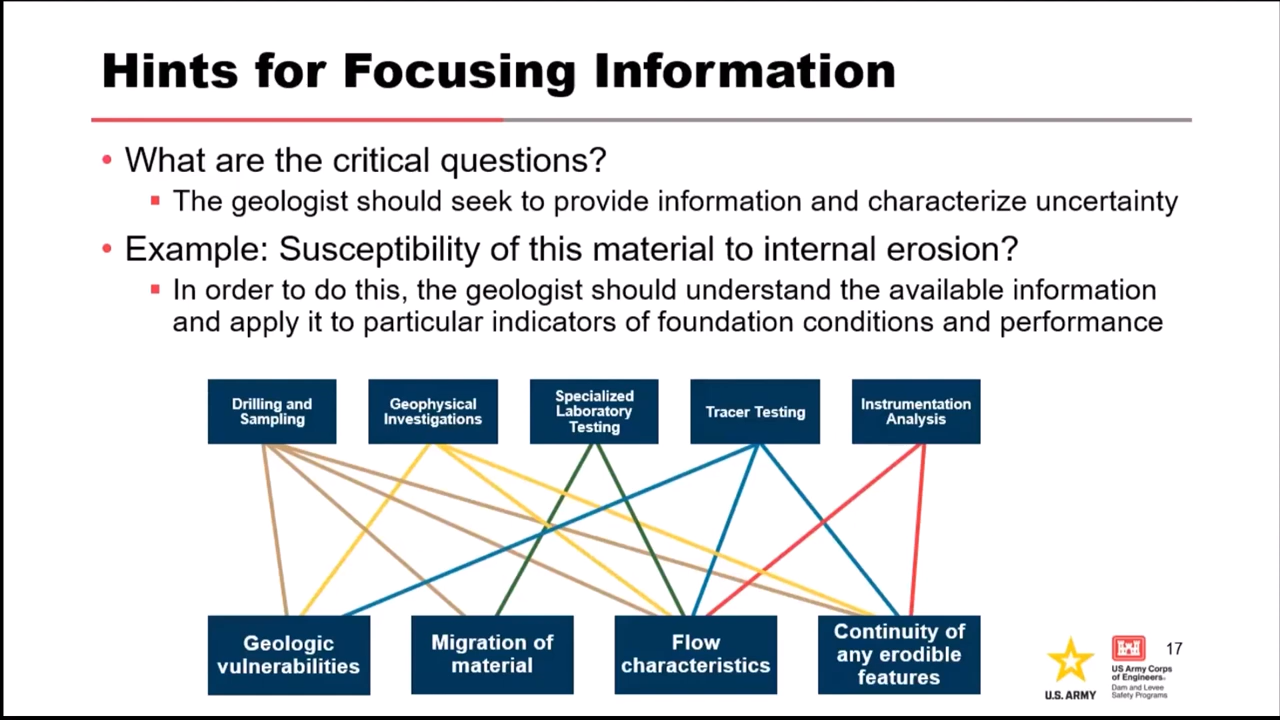 Hints for Focusing Information
• What are the critical questions?
▪ The geologist should seek to provide information and characterize uncertainty
• Example: Susceptibility of this material to internal erosion?
▪ In order to do this, the geologist should understand the available information
and apply it to particular indicators of foundation conditions and performance
Drilling and
Sampling
Geophysical
Investigations
Specialized
Laboratory
Testing
Tracer Testing
Instrumentation
Analysis
Geologic
vulnerabilities
Migration of
material
Flow
characteristics
Continuity of
any erodible
features
U.S. ARMY
US Army Corps
of Engineers®
Dam and Levee
Safety Programs
17